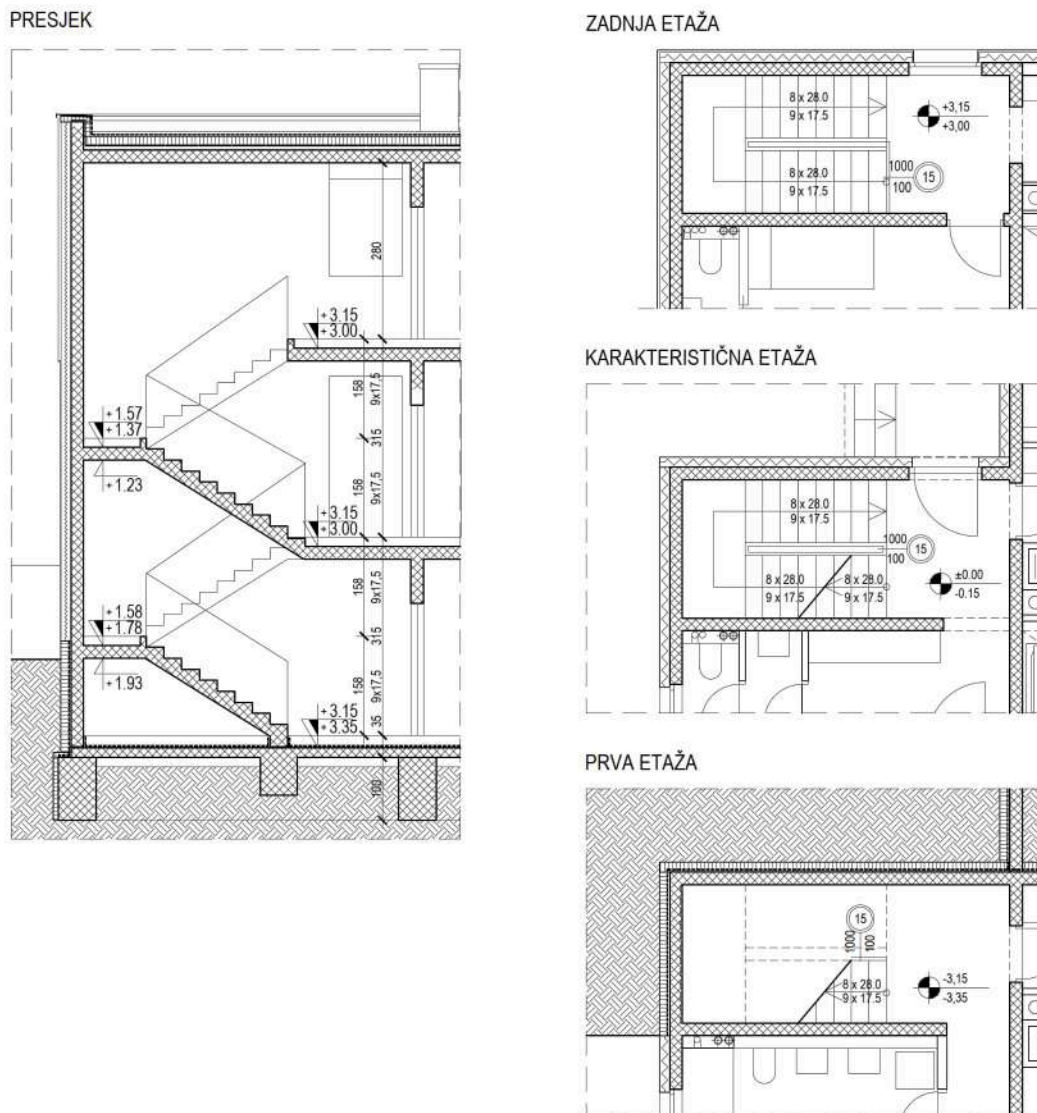 PRESJEK
280
+ 3.15
+ 3.00
158
9x17,5
315
+ 1.57
+ 1.37
+ 1.23
158
9x17,5
+ 3.15
+ 3.00
158
9x17,5
315
+ 1.58
+ 1.78
+ 1.93
158
9x17,5
+ 3.15
+ 3.35
35
100
ZADNJA ETAŽA
8 x 28.0
9 x 17.5
+3,15
+3,00
8 x 28.0
9 x 17.5
1000
100
15
KARAKTERISTIČNA ETAŽA
8 x 28.0
9 x 17.5
1000
100
15
8 x 28.0
9 x 17.5
8 x 28.0
9 x 17.5
±0.00
-0.15
PRVA ETAŽA
15
1000
100
8 x 28.0
9 x 17.5
-3,15
-3,35